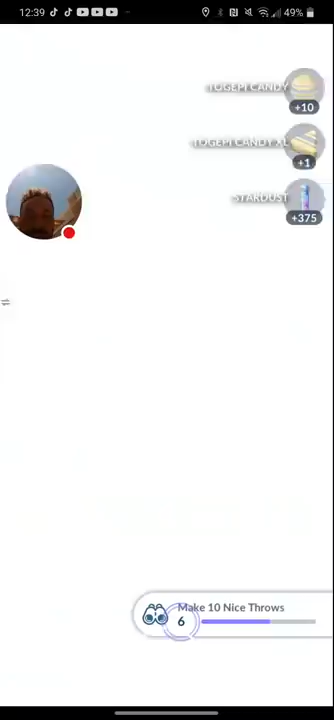 12:39
49%
TOGEPI CANDY
+10
TOGEPI CANDY XL
+1
STARDUST
+375
Make 10 Nice Throws
6